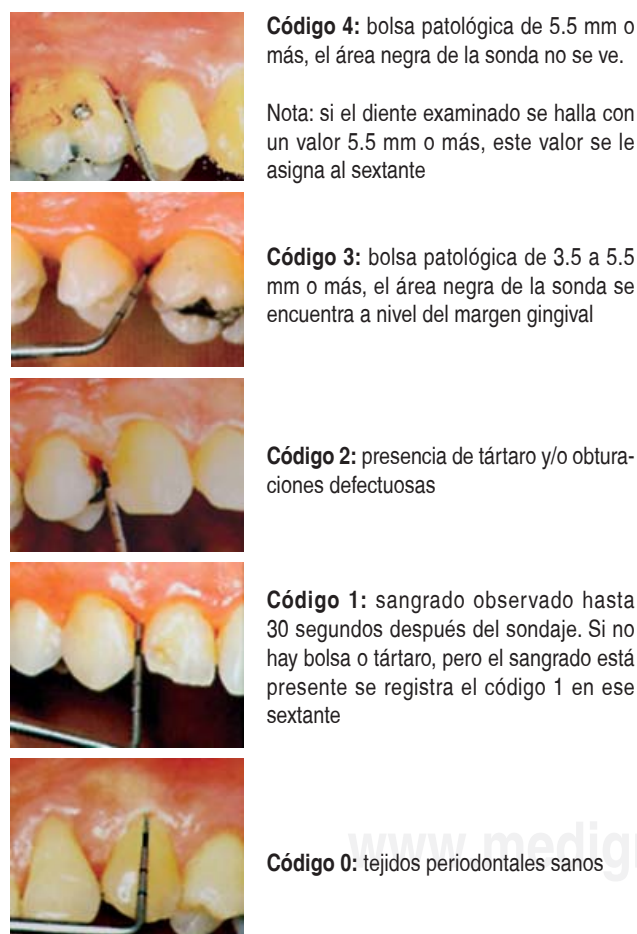 Código 4: bolsa patológica de 5.5 mm o
más, el área negra de la sonda no se ve.
Nota: si el diente examinado se halla con
un valor 5.5 mm o más, este valor se le
asigna al sextante
Código 3: bolsa patológica de 3.5 a 5.5
mm o más, el área negra de la sonda se
encuentra a nivel del margen gingival
Código 2: presencia de tártaro y/o obtura-
ciones defectuosas
Código 1: sangrado observado hasta
30 segundos después del sondaje. Si no
hay bolsa o tártaro, pero el sangrado está
presente se registra el código 1 en ese
sextante
www.medigr
Código 0: tejidos periodontales sanos